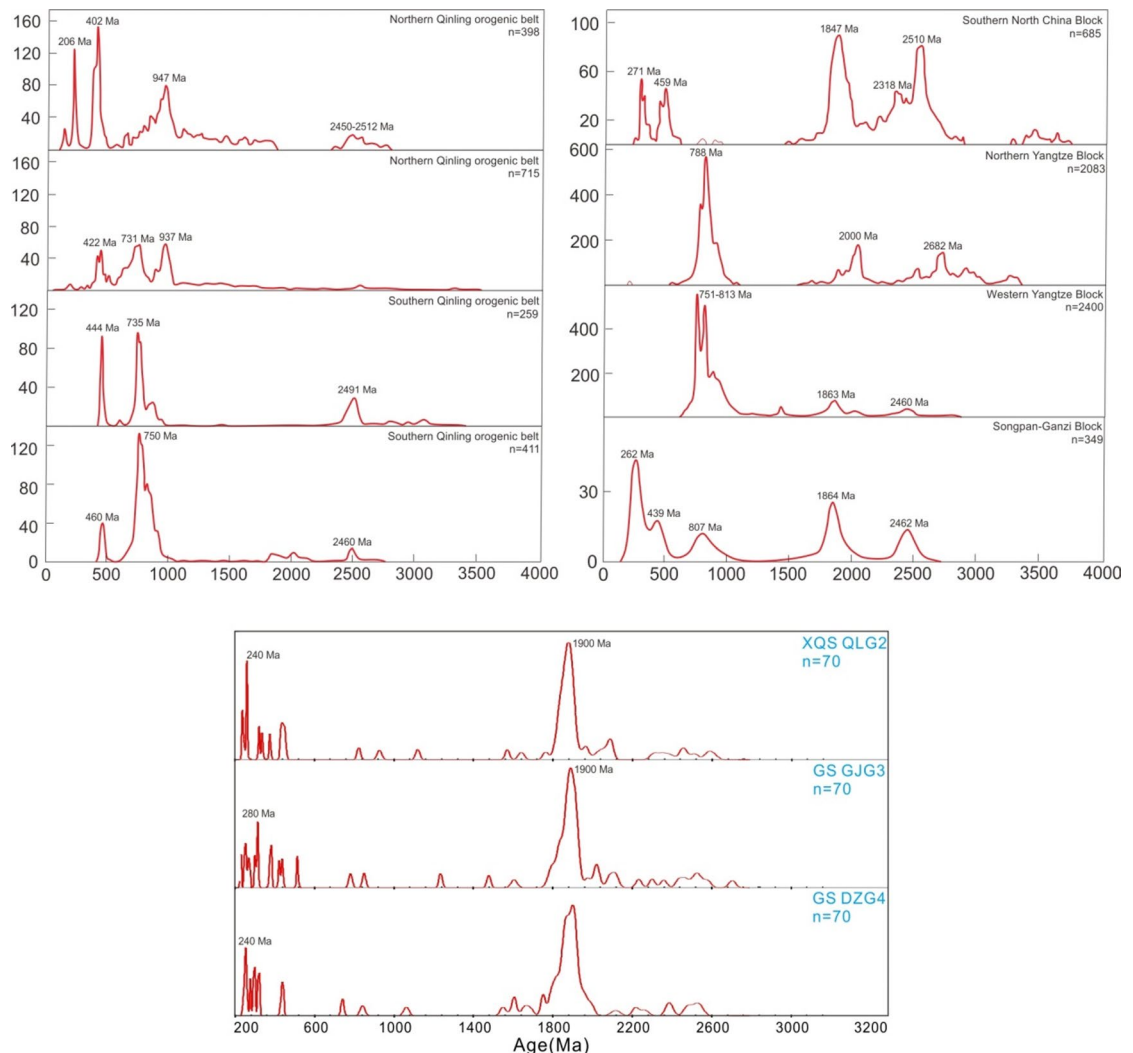 160
120
80
40
206 Ma
402 Ma
947 Ma
2450-2512 Ma
Northern Qinling orogenic belt
n=398
160
120
80
40
422 Ma
731 Ma
937 Ma
Northern Qinling orogenic belt
n=715
120
80
40
444 Ma
735 Ma
2491 Ma
Southern Qinling orogenic belt
n=259
120
80
40
0
460 Ma
750 Ma
2460 Ma
Southern Qinling orogenic belt
n=411
0 500 1000 1500 2000 2500 3000 3500 4000
100
60
20
271 Ma
459 Ma
1847 Ma
2318 Ma
2510 Ma
Southern North China Block
n=685
600
400
200
788 Ma
2000 Ma
2682 Ma
Northern Yangtze Block
n=2083
400
200
751-813 Ma
1863 Ma
2460 Ma
Western Yangtze Block
n=2400
30
0
262 Ma
439 Ma
807 Ma
1864 Ma
2462 Ma
Songpan-Ganzi Block
n=349
500 1000 1500 2000 2500 3000 3500 4000
240 Ma
1900 Ma
XQS QLG2
n=70
280 Ma
1900 Ma
GS GJG3
n=70
240 Ma
GS DZG4
n=70
200 600 1000 1400 1800 2200 2600 3000 3200
Age(Ma)